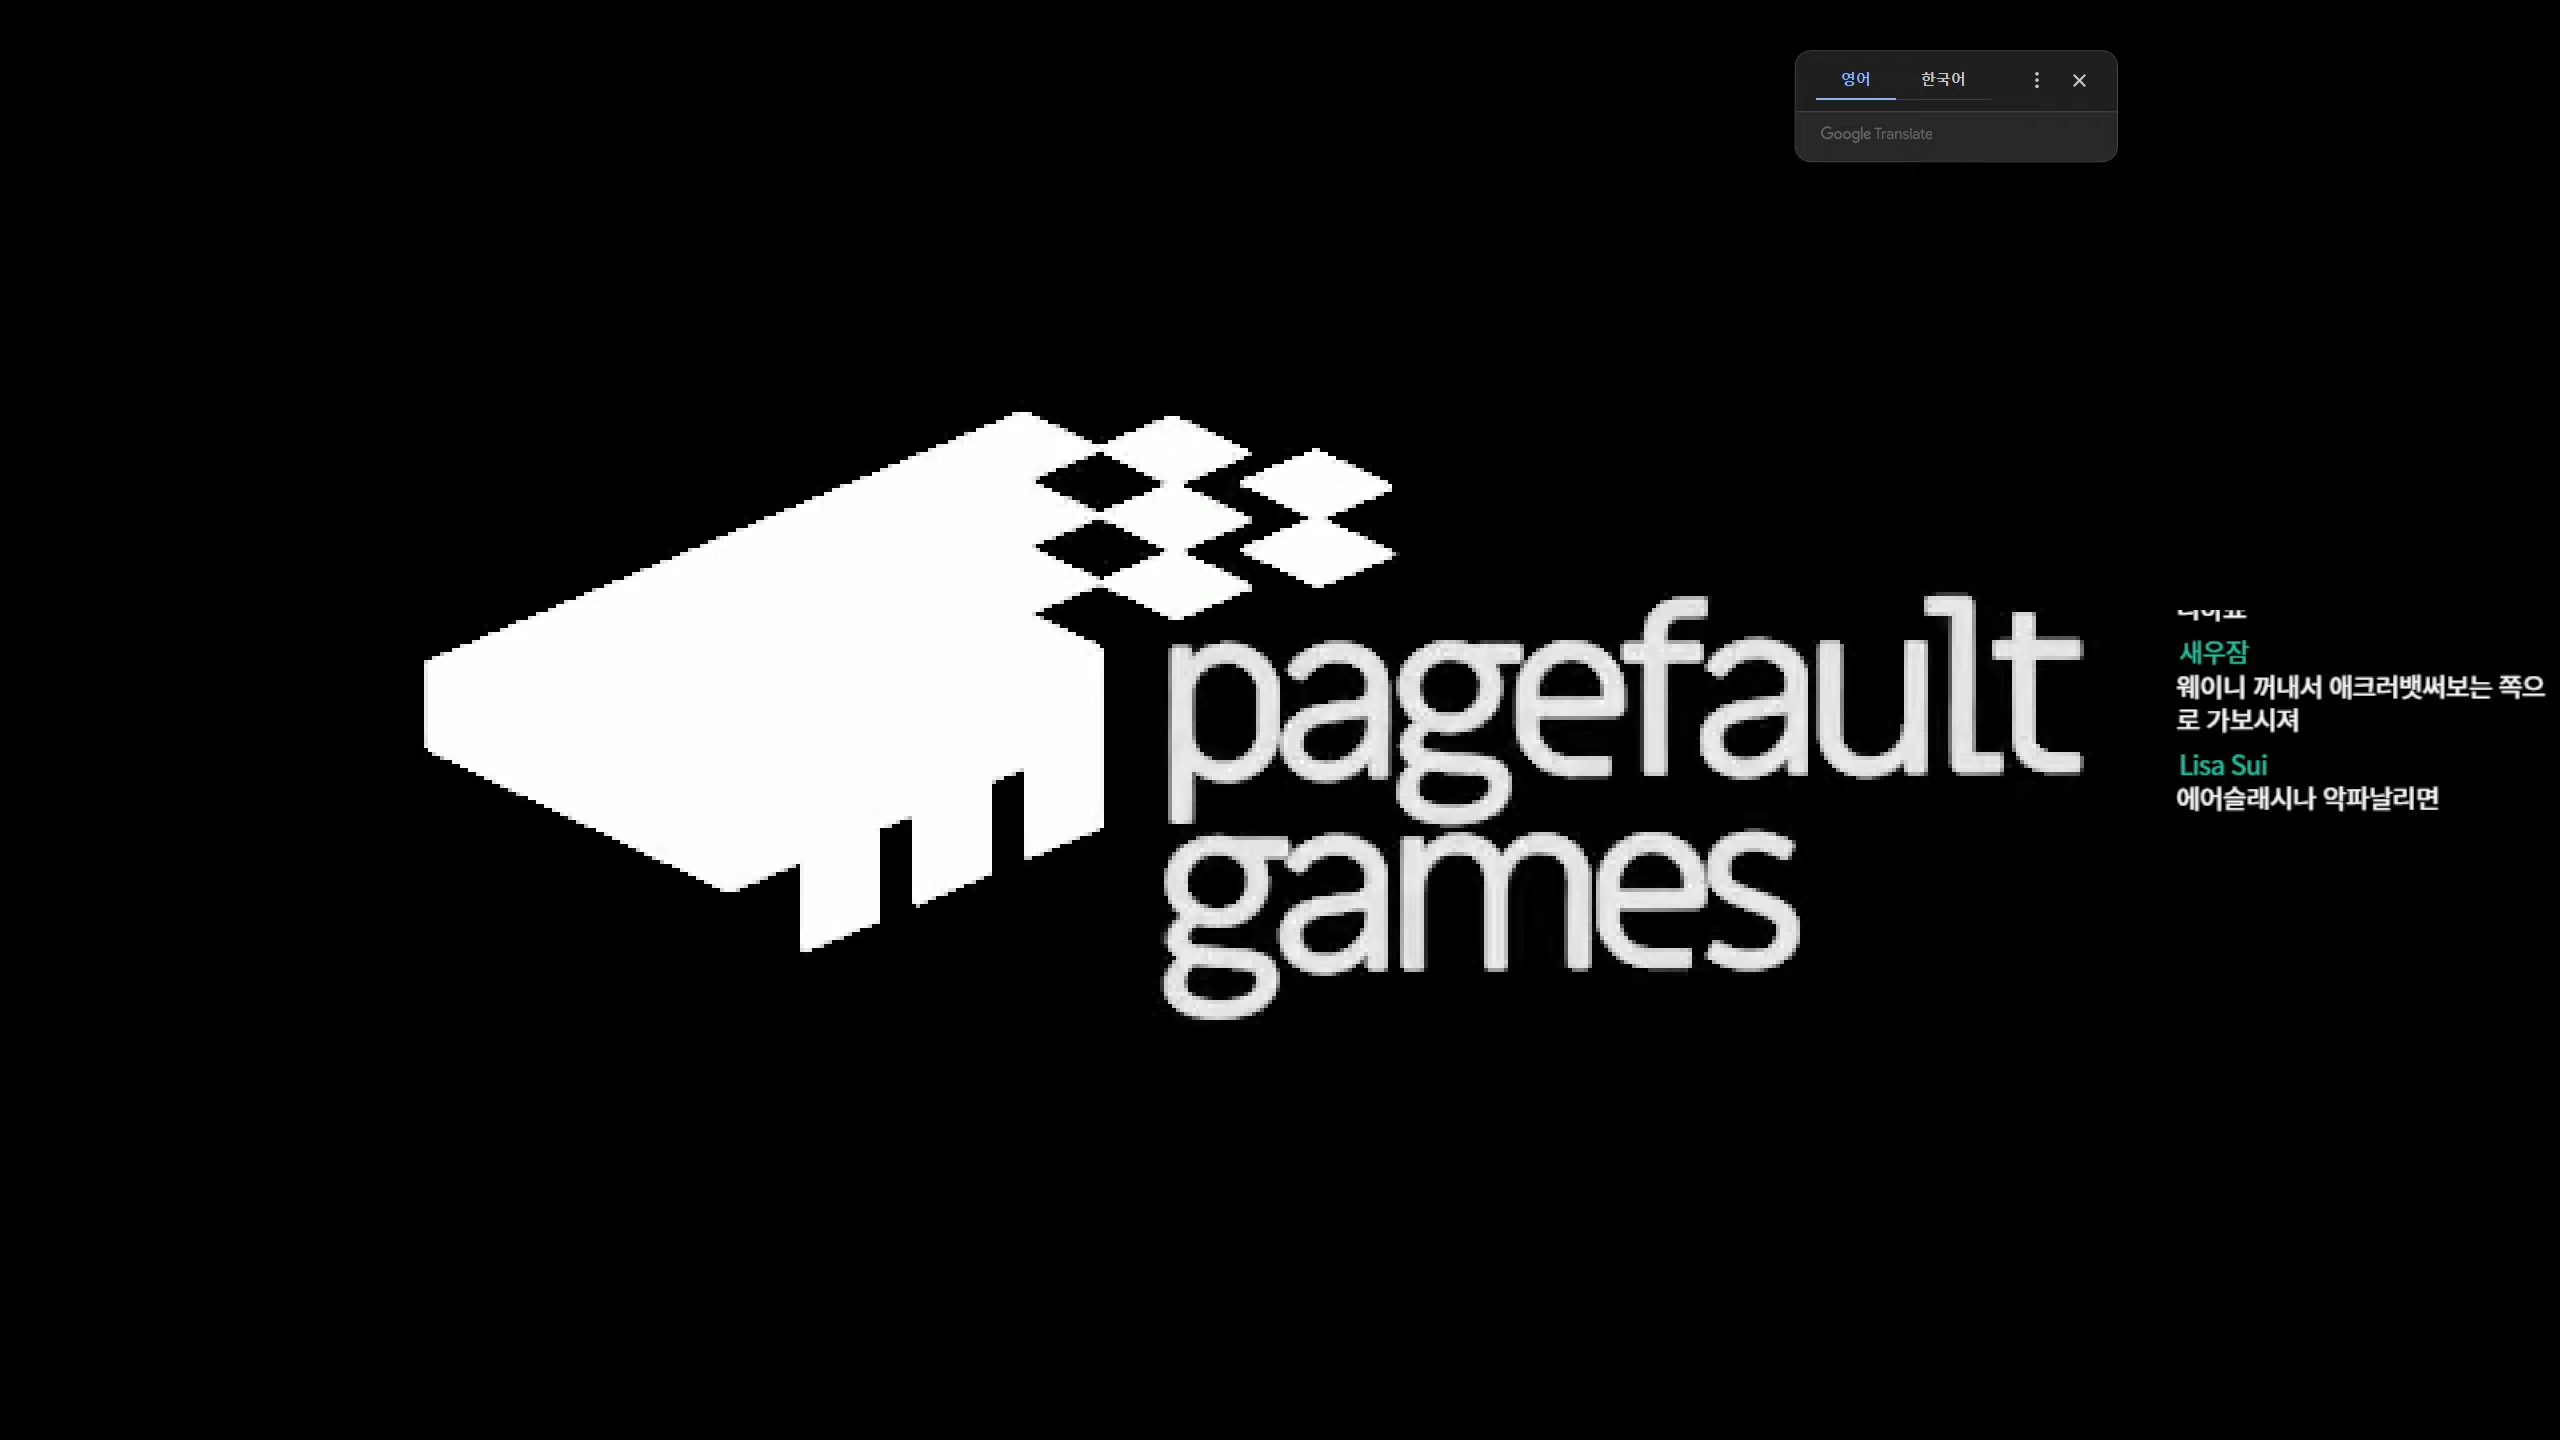 영어 한국어
Google Translate
pagefault
games
새우잠
웨이니 꺼내서 애크러뱃써보는 쪽으
로 가보시져
Lisa Sui
에어슬래시나 악파날리면